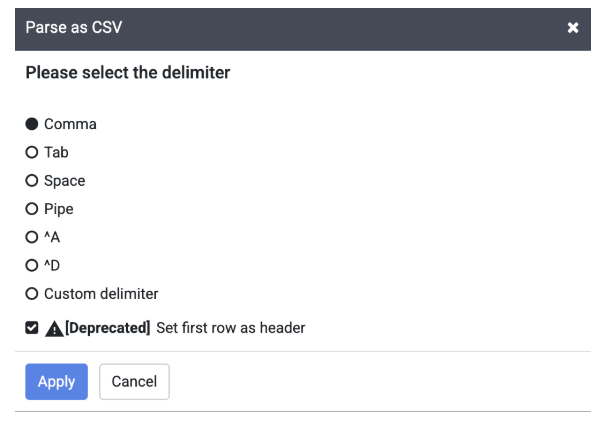 Parse as CSV
Please select the delimiter
Comma
Tab
Space
Pipe
^A
^D
Custom delimiter
[Deprecated] Set first row as header
Apply Cancel